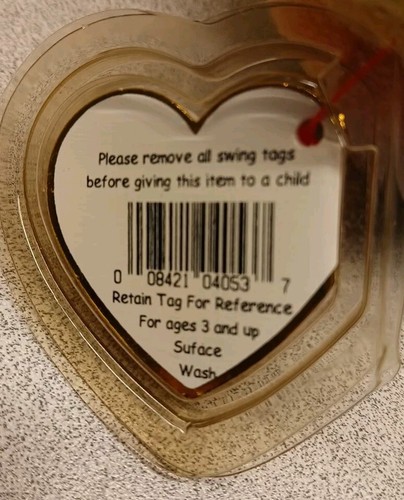 Please remove all swing tags
before giving this item to a child
0 08421 04053 7
Retain Tag For Reference
For ages 3 and up
Suface
Wash